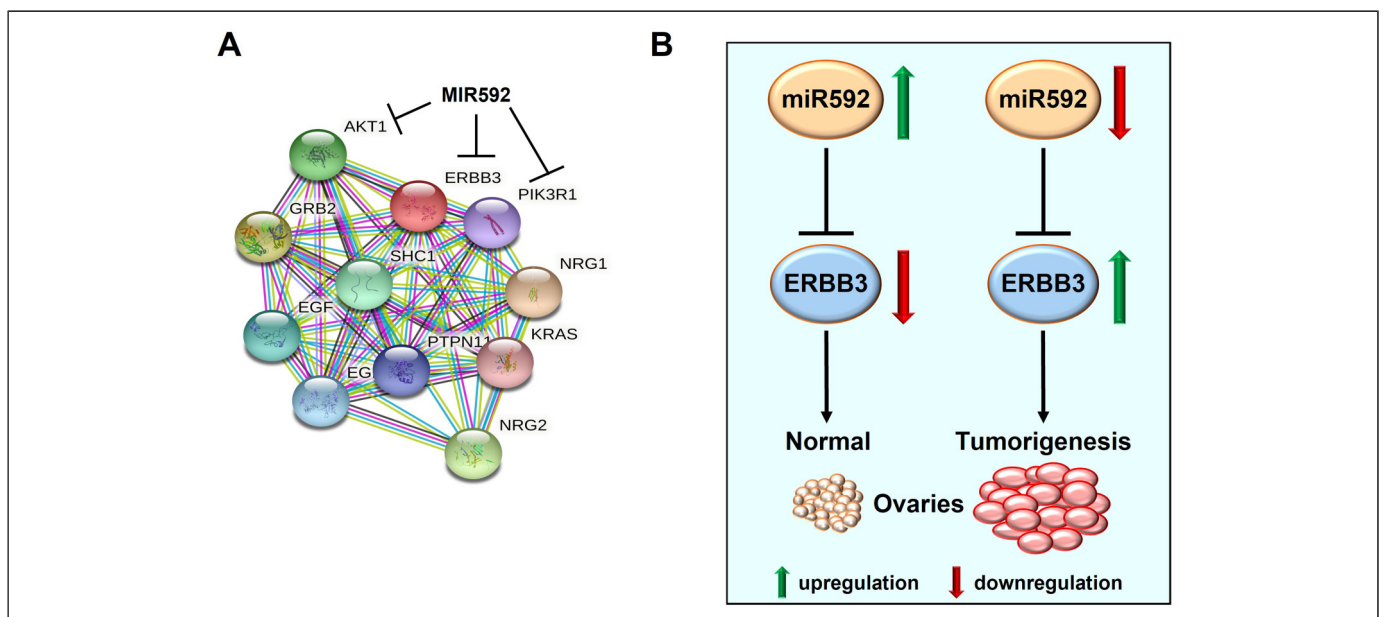 A
MIR592
AKT1
ERBB3
PIK3R1
GRB2
SHC1
NRG1
EGF
PTPN11
KRAS
NRG2
B
miR592
miR592
ERBB3
ERBB3
Normal
Tumorigenesis
Ovaries
upregulation
downregulation